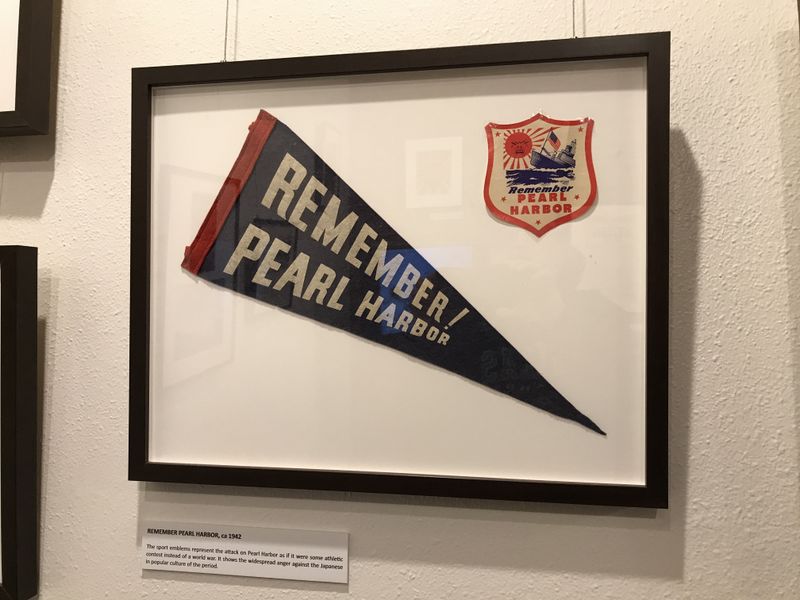 REMEMBER!
PEARL HARBOR
Remember
PEARL
HARBOR
REMEMBER PEARL HARBOR, ca 1942
The sport emblems represent the attack on Pearl Harbor as if it were some athletic
contest instead of a world war. It shows the widespread anger against the Japanese
in popular culture of the period.